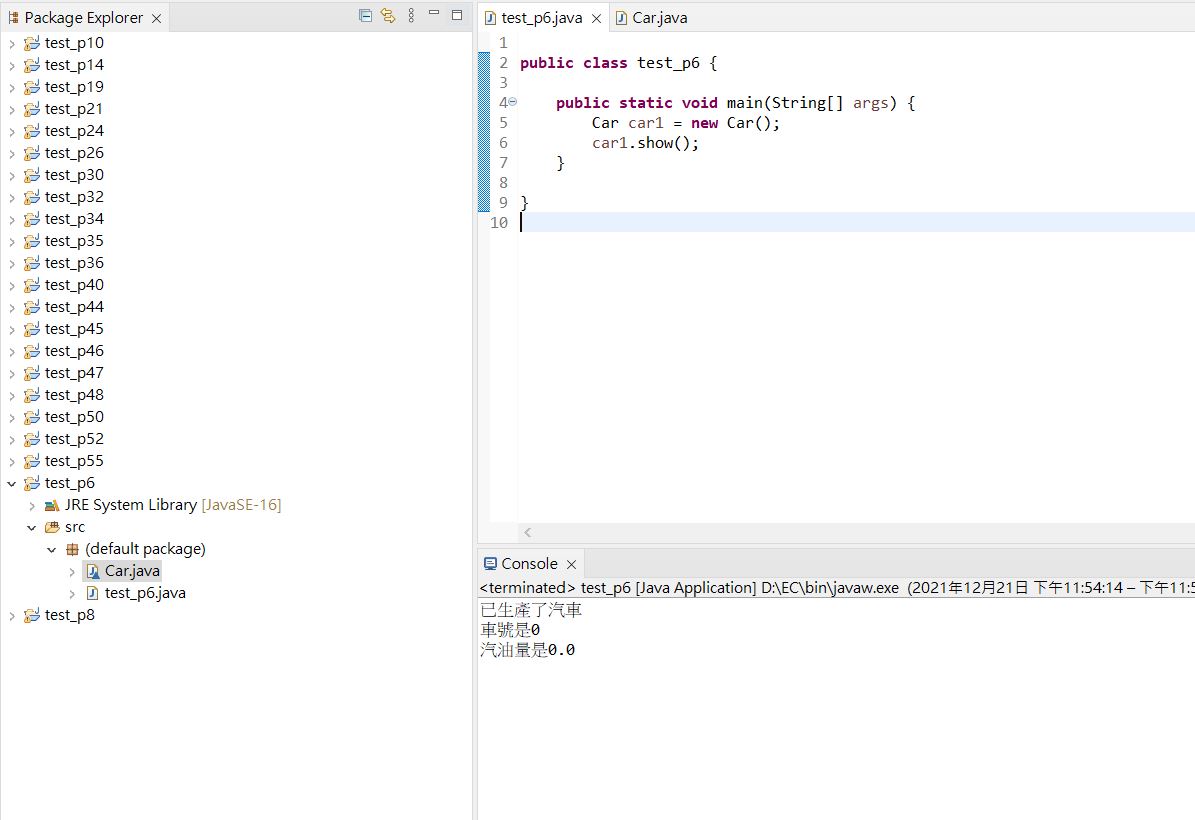 Package Explorer
test_p10
test_p14
test_p19
test_p21
test_p24
test_p26
test_p30
test_p32
test_p34
test_p35
test_p36
test_p40
test_p44
test_p45
test_p46
test_p47
test_p48
test_p50
test_p52
test_p55
test_p6
JRE System Library [JavaSE-16]
src
(default package)
Car.java
test_p6.java
test_p8
test_p6.java Car.java
1
2 public class test_p6 {
3
4 public static void main(String[] args) {
5 Car car1 = new Car();
6 car1.show();
7 }
8
9 }
10
Console
<terminated> test_p6 [Java Application] D:\EC\bin\javaw.exe (2021年12月21日 下午11:54:14 – 下午11:5
已生產了汽車
車號是0
汽油量是0.0